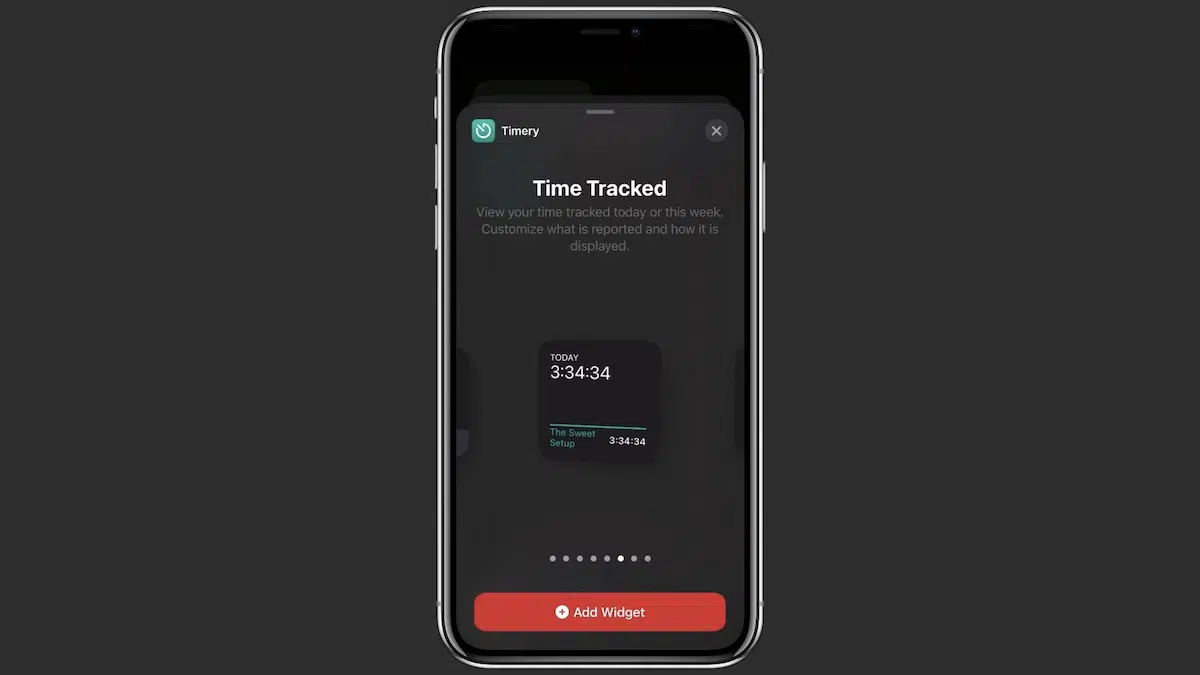 Timery
Time Tracked
View your time tracked today or this week.
Customize what is reported and how it is
displayed.
TODAY
3:34:34
The Sweet
Setup
3:34:34
Add Widget